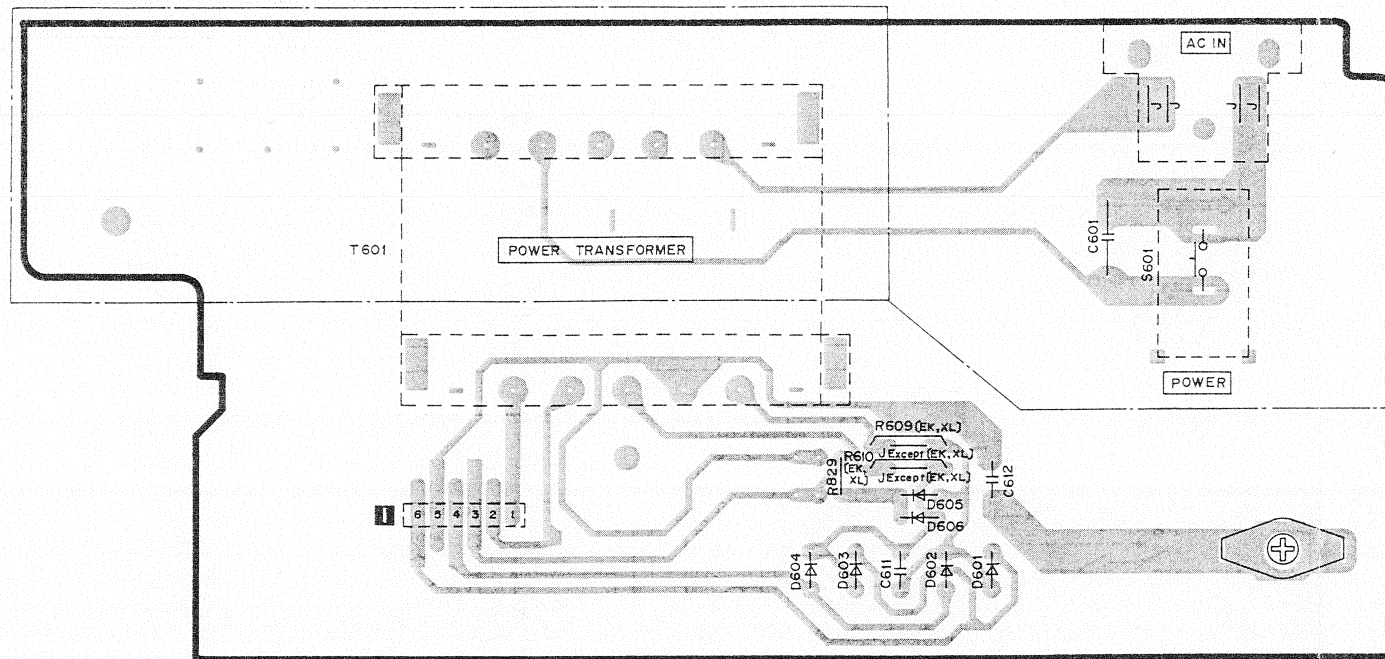 AC IN
J J J J
T601
POWER TRANSFORMER
C601
S601
POWER
R609 [EK, XL]
J Except [EK, XL]
R610 [EK, XL]
J Except [EK, XL]
R829
C612
D605
D606
1
6 5 4 3 2 1
D604
D603
C611
D602
D601